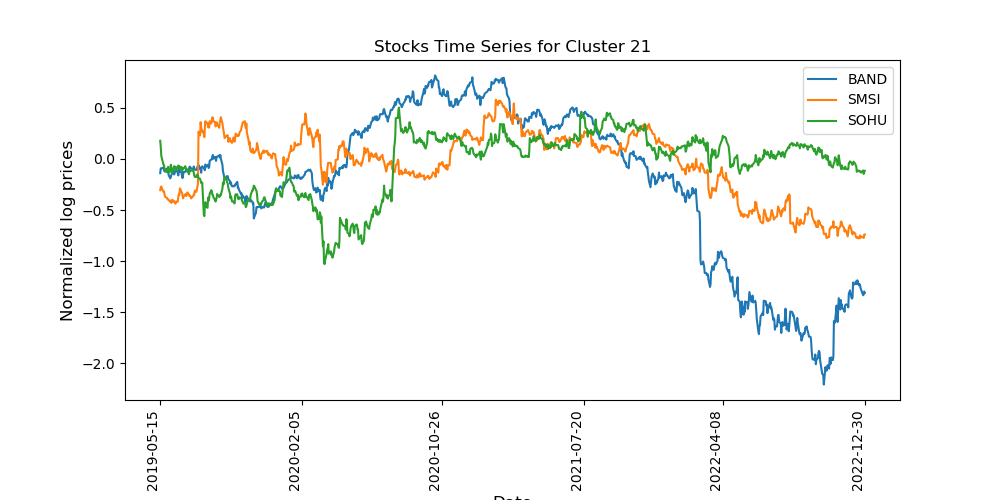 Stocks Time Series for Cluster 21
BAND
SMSI
SOHU
Normalized log prices
0.5
0.0
−0.5
−1.0
−1.5
−2.0
2019-05-15
2020-02-05
2020-10-26
2021-07-20
2022-04-08
2022-12-30
Date